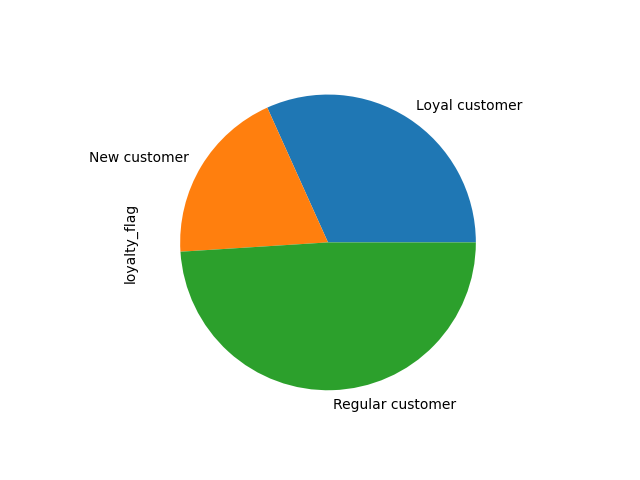 Loyal customer
New customer
loyalty_flag
Regular customer